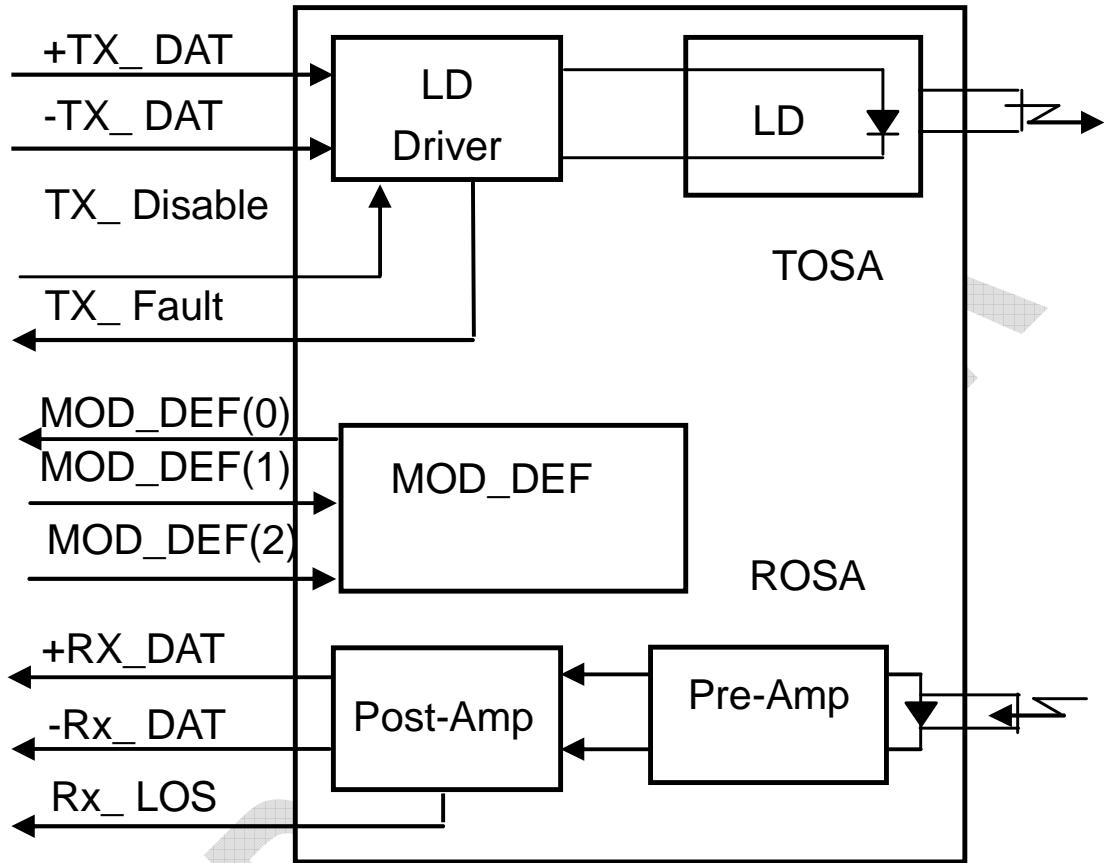 +TX_ DAT
-TX_ DAT
TX_ Disable
TX_ Fault
LD
Driver
LD
TOSA
MOD_DEF(0)
MOD_DEF(1)
MOD_DEF(2)
MOD_DEF
ROSA
+RX_DAT
-Rx_ DAT
Rx_ LOS
Post-Amp
Pre-Amp